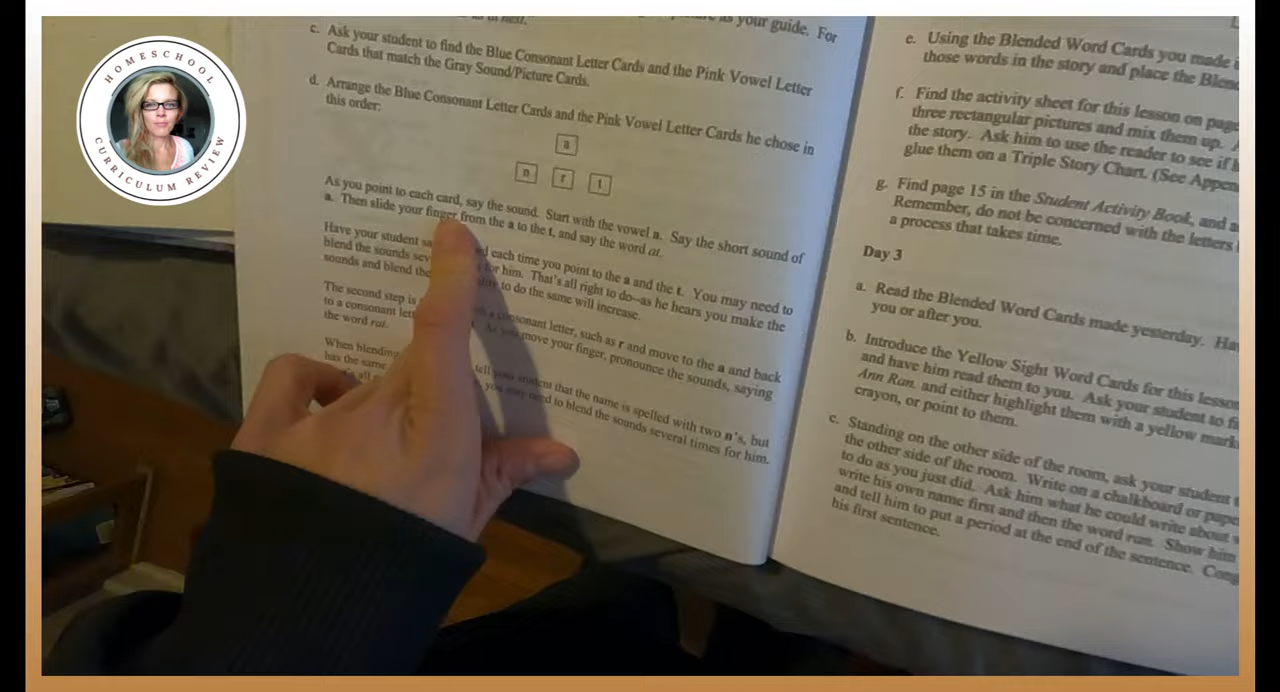 HOMESCHOOL
CURRICULUM REVIEW
as your guide. For
c. Ask your student to find the Blue Consonant Letter Cards and the Pink Vowel Letter
Cards that match the Gray Sound/Picture Cards.
d. Arrange the Blue Consonant Letter Cards and the Pink Vowel Letter Cards he chose in
this order:
a
n r t
As you point to each card, say the sound. Start with the vowel a. Say the short sound of
a. Then slide your finger from the a to the t, and say the word at.
Have your student each time you point to the a and the t. You may need to
blend the sounds for him. That's all right to do--as he hears you make the
sounds and blend to do the same will increase.
The second step is consonant letter, such as r and move to the a and back
to a consonant As you move your finger, pronounce the sounds, saying
the word rat.
When blending tell your student that the name is spelled with two n's, but
has the same you may need to blend the sounds several times for him.
all
e. Using the Blended Word Cards you made
those words in the story and place the
f. Find the activity sheet for this lesson on page
three rectangular pictures and mix them up.
the story. Ask him to use the reader to see if
glue them on a Triple Story Chart. (See
g. Find page 15 in the Student Activity Book, and
Remember, do not be concerned with the letters
a process that takes time.
Day 3
a. Read the Blended Word Cards made yesterday.
you or after you.
b. Introduce the Yellow Sight Word Cards for this
and have him read them to you. Ask your student to
Ann Ran. and either highlight them with a yellow
crayon, or point to them.
c. Standing on the other side of the room, ask your student
the other side of the room. Write on a chalkboard or
to do as you just did. Ask him what he could write about
write his own name first and then the word ran. Show him
and tell him to put a period at the end of the sentence.
his first sentence.